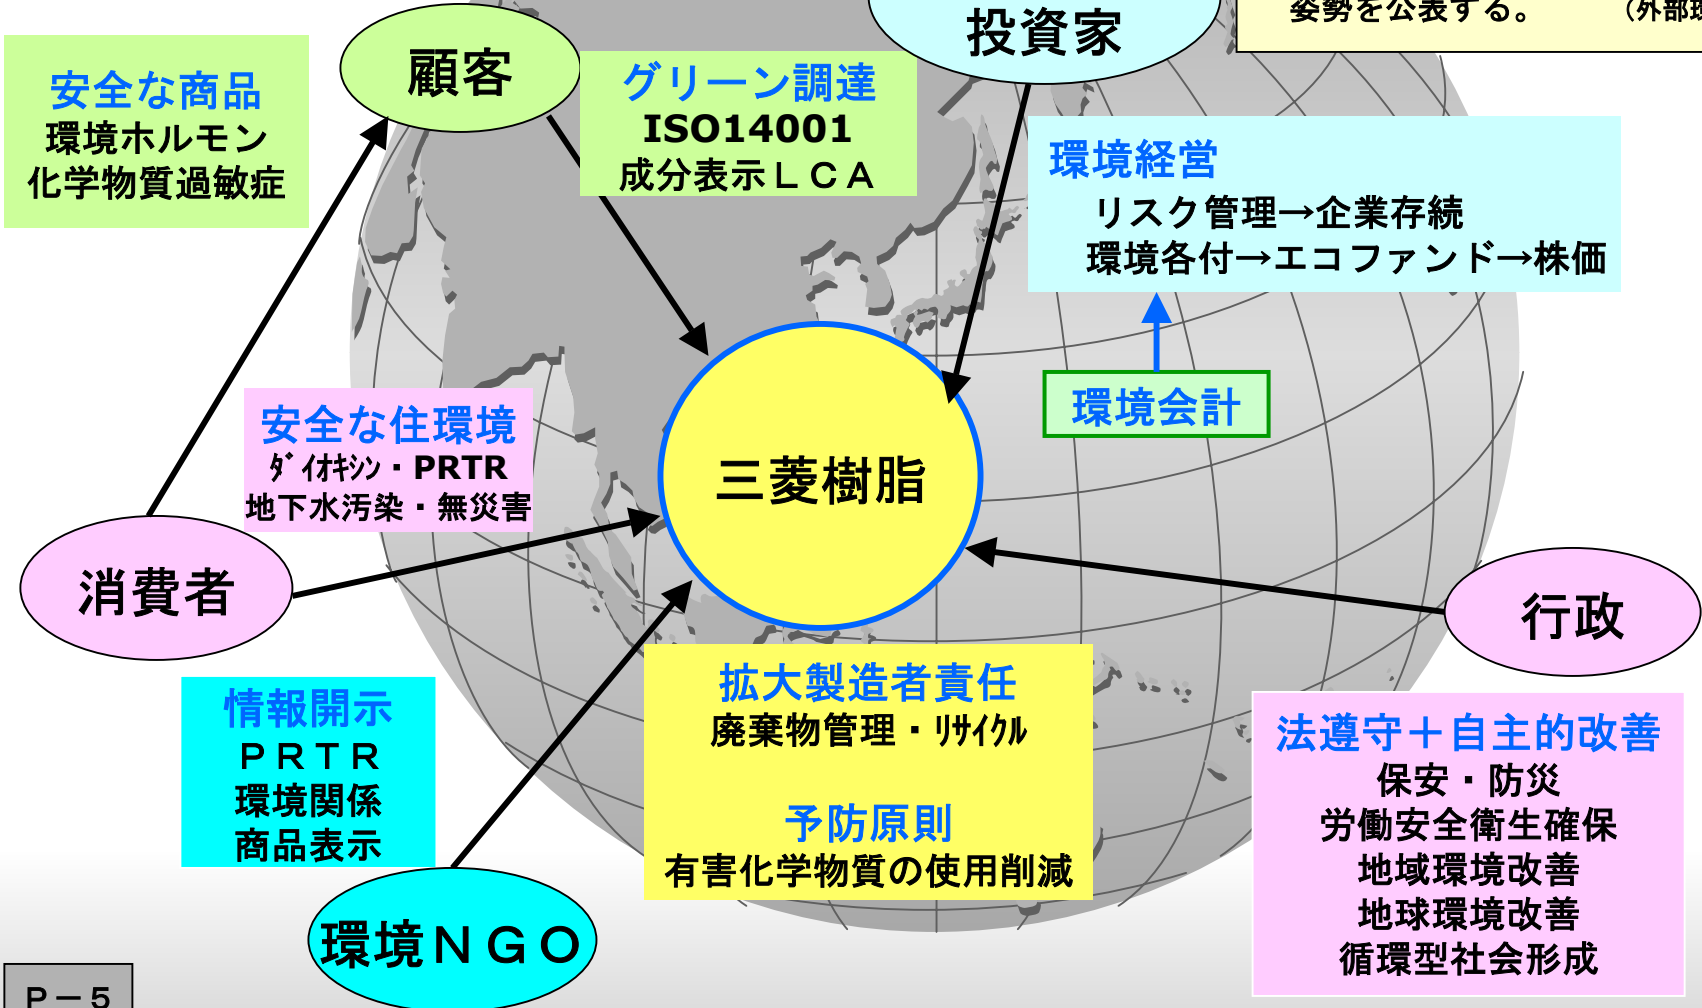 姿勢を公表する。 （外部環
投資家
顧客
安全な商品
環境ホルモン
化学物質過敏症
グリーン調達
ISO14001
成分表示ＬＣＡ
環境経営
リスク管理→企業存続
環境各付→エコファンド→株価
環境会計
安全な住環境
ﾀﾞｲｵｷｼﾝ・PRTR
地下水汚染・無災害
三菱樹脂
消費者
行政
情報開示
ＰＲＴＲ
環境関係
商品表示
拡大製造者責任
廃棄物管理・ﾘｻｲｸﾙ
予防原則
有害化学物質の使用削減
法遵守＋自主的改善
保安・防災
労働安全衛生確保
地域環境改善
地球環境改善
循環型社会形成
環境ＮＧＯ
Ｐ－５